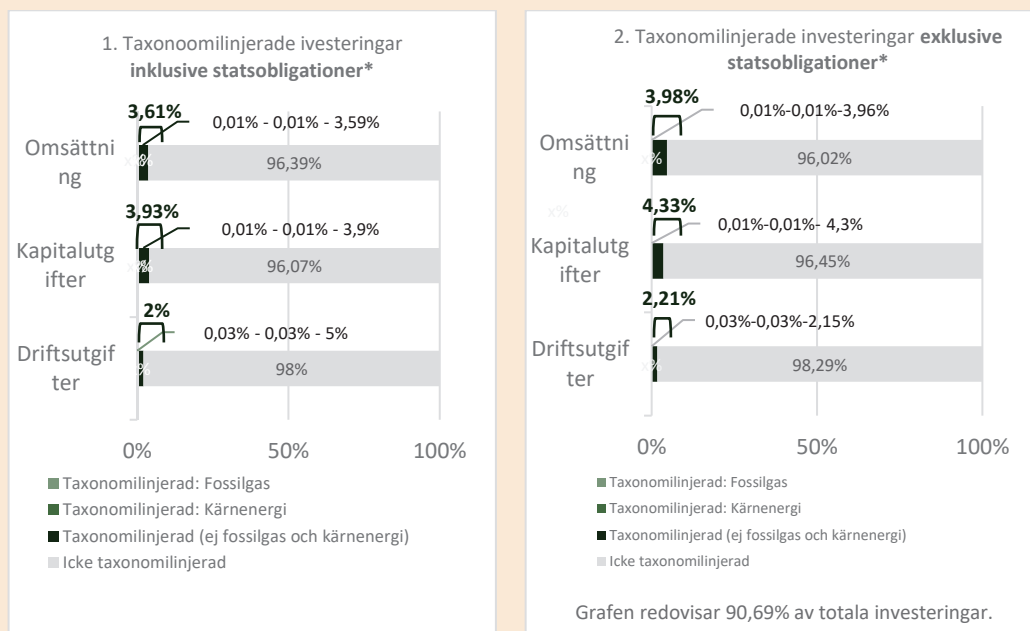 1. Taxonoomilinjerade ivesteringar
inklusive statsobligationer*
3,61%
0,01% - 0,01% - 3,59%
Omsättni
ng
96,39%
3,93%
0,01% - 0,01% - 3,9%
Kapitalutg
ifter
96,07%
2%
0,03% - 0,03% - 5%
Driftsutgif
ter
98%
0%
50%
100%
Taxonomilinjerad: Fossilgas
Taxonomilinjerad: Kärnenergi
Taxonomilinjerad (ej fossilgas och kärnenergi)
Icke taxonomilinjerad
2. Taxonomilinjerade investeringar exklusive
statsobligationer*
3,98%
0,01%-0,01%-3,96%
Omsättni
ng
x%
96,02%
x%
4,33%
0,01%-0,01%- 4,3%
Kapitalutg
ifter
96,45%
2,21%
0,03%-0,03%-2,15%
Driftsutgif
ter
x%
98,29%
0%
50%
100%
Taxonomilinjerad: Fossilgas
Taxonomilinjerad: Kärnenergi
Taxonomilinjerad (ej fossilgas och kärnenergi)
Icke taxonomilinjerad
Grafen redovisar 90,69% av totala investeringar.